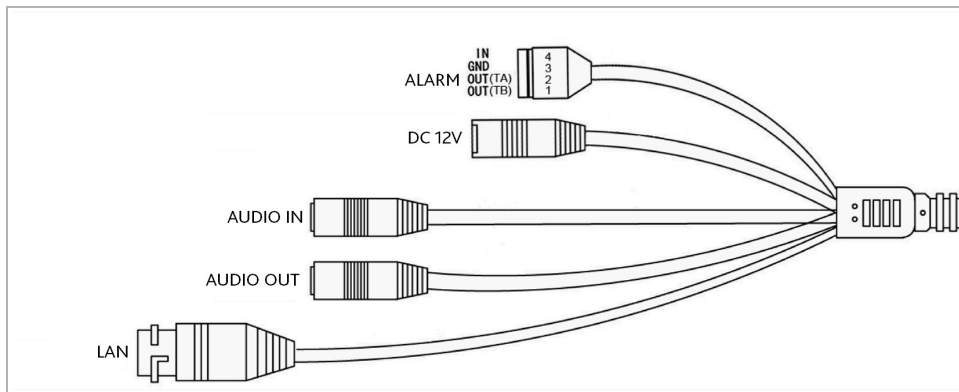 IN 4
GND 3
ALARM OUT(TA) 2
OUT(TB) 1
DC 12V
AUDIO IN
AUDIO OUT
LAN